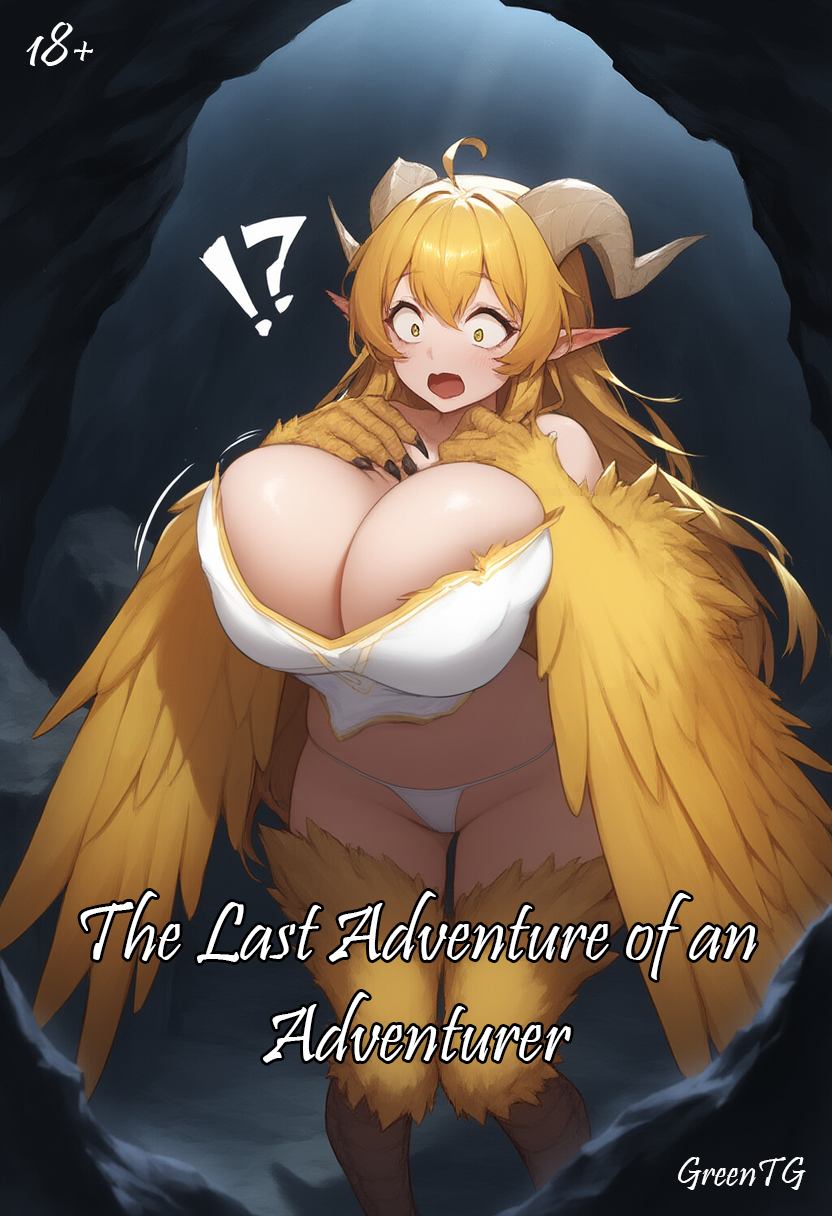 18+
!?
The Last Adventure of an
Adventurer
GreenTG